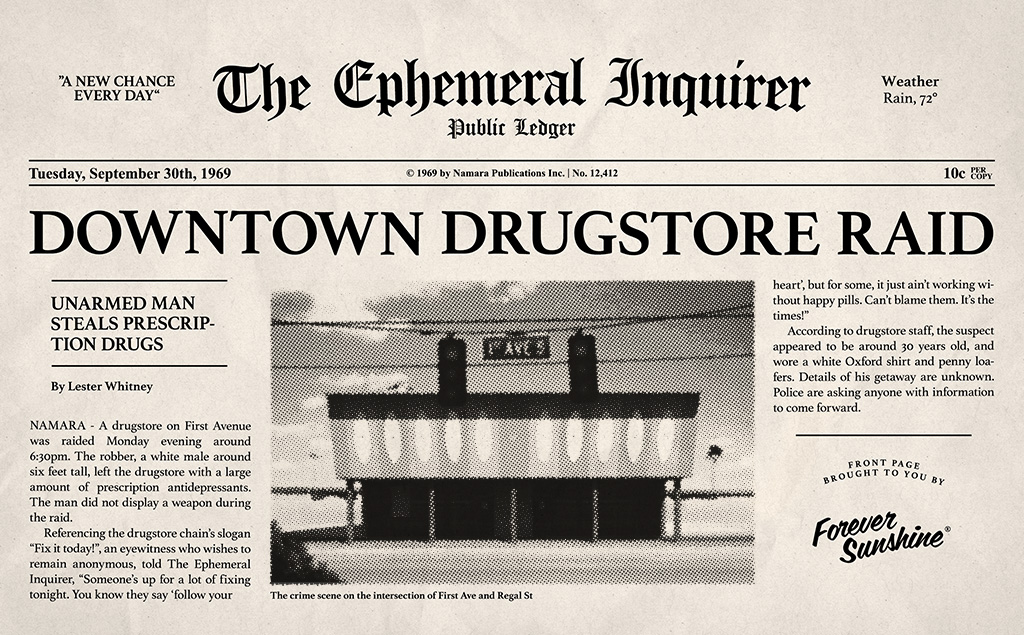 ”A NEW CHANCE
EVERY DAY“
The Ephemeral Inquirer
Public Ledger
Weather
Rain, 72°
Tuesday, September 30th, 1969
© 1969 by Namara Publications Inc. | No. 12,412
10c PER COPY
DOWNTOWN DRUGSTORE RAID
UNARMED MAN
STEALS PRESCRIP-
TION DRUGS
By Lester Whitney
NAMARA - A drugstore on First Avenue
was raided Monday evening around
6:30pm. The robber, a white male around
six feet tall, left the drugstore with a large
amount of prescription antidepressants.
The man did not display a weapon during
the raid.
Referencing the drugstore chain’s slogan
“Fix it today!”, an eyewitness who wishes to
remain anonymous, told The Ephemeral
Inquirer, “Someone’s up for a lot of fixing
tonight. You know they say ‘follow your
1st AVE S
The crime scene on the intersection of First Ave and Regal St
heart’, but for some, it just ain’t working wi-
thout happy pills. Can’t blame them. It’s the
times!”
According to drugstore staff, the suspect
appeared to be around 30 years old, and
wore a white Oxford shirt and penny loa-
fers. Details of his getaway are unknown.
Police are asking anyone with information
to come forward.
FRONT PAGE
BROUGHT TO YOU BY
Forever
Sunshine®